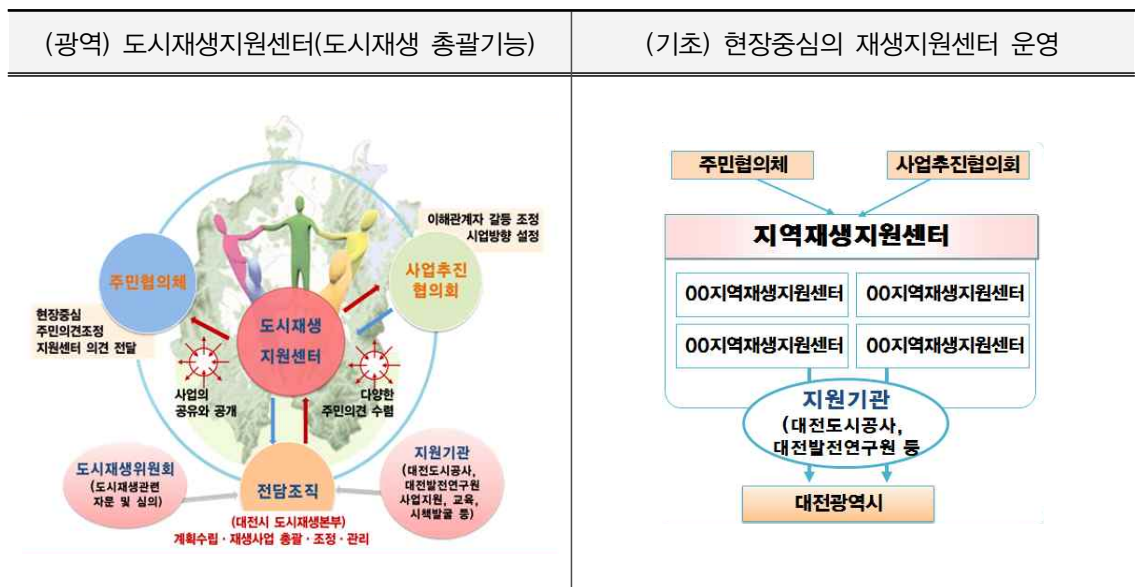 (광역) 도시재생지원센터(도시재생 총괄기능)
(기초) 현장중심의 재생지원센터 운영
이해관계자 갈등 조정
사업방향 설정
주민협의체
사업추진
협의회
현장중심
주민의견조정
지원센터 의견 전달
도시재생
지원센터
사업의
공유와 공개
다양한
주민의견 수렴
도시재생위원회
(도시재생관련
자문 및 심의)
전담조직
(대전시 도시재생본부)
계획수립·재생사업 총괄·조정·관리
지원기관
(대전도시공사,
대전발전연구원
사업지원, 교육,
시책발굴 등)
주민협의체
사업추진협의회
지역재생지원센터
OO지역재생지원센터
OO지역재생지원센터
OO지역재생지원센터
OO지역재생지원센터
지원기관
(대전도시공사,
대전발전연구원 등
대전광역시